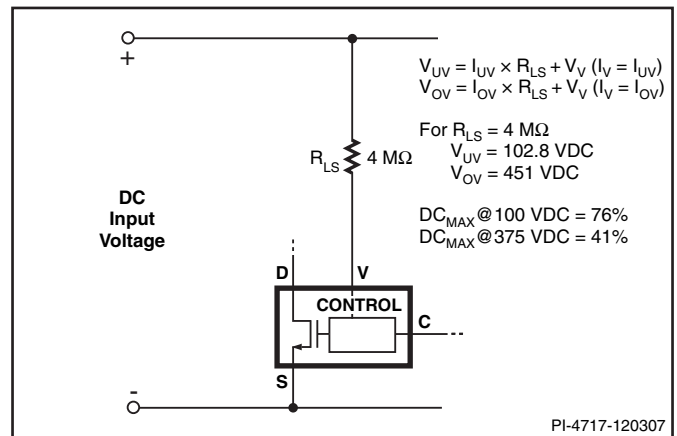 +
V_UV = I_UV × R_LS + V_V (I_V = I_UV)
V_OV = I_OV × R_LS + V_V (I_V = I_OV)
For R_LS = 4 MΩ
V_UV = 102.8 VDC
V_OV = 451 VDC
DC_MAX@100 VDC = 76%
DC_MAX@375 VDC = 41%
R_LS 4 MΩ
DC
Input
Voltage
D V
CONTROL
C
S
-
PI-4717-120307